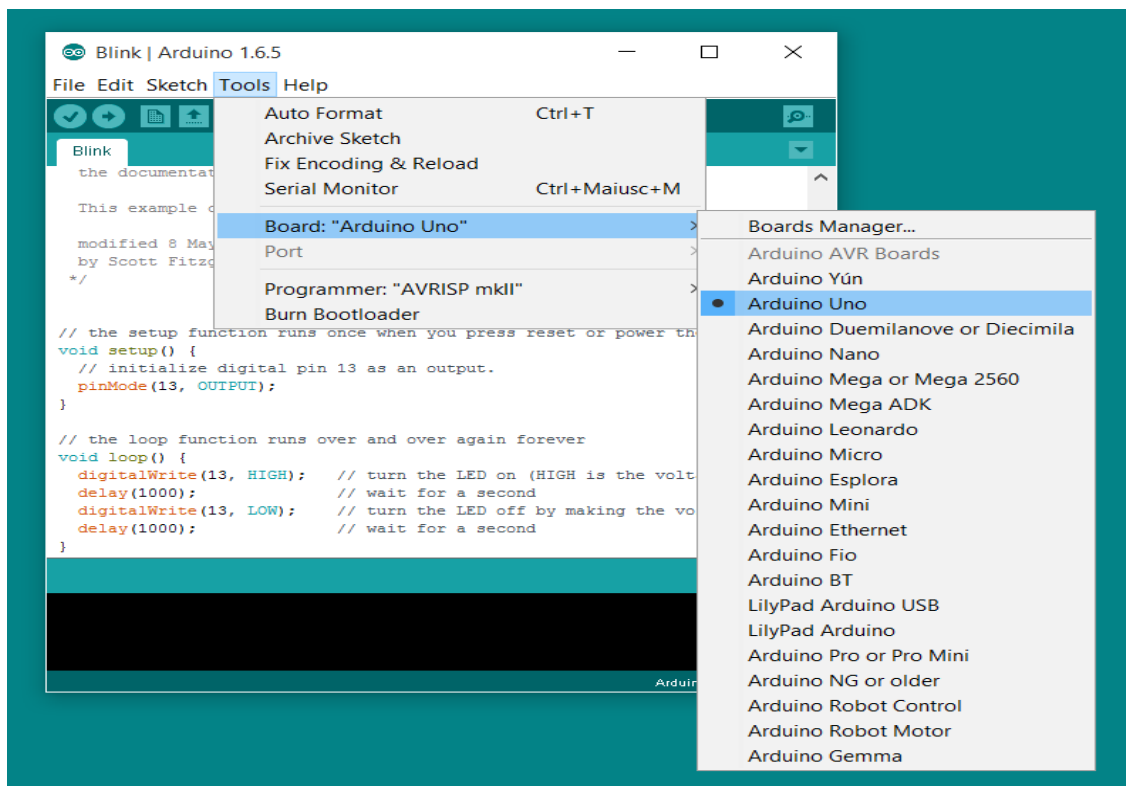 Blink | Arduino 1.6.5
File Edit Sketch Tools Help
Blink
Auto Format Ctrl+T
Archive Sketch
Fix Encoding & Reload
Serial Monitor Ctrl+Maiusc+M
Board: "Arduino Uno"
Port
Programmer: "AVRISP mkII"
Burn Bootloader
Boards Manager...
Arduino AVR Boards
Arduino Yún
Arduino Uno
Arduino Duemilanove or Diecimila
Arduino Nano
Arduino Mega or Mega 2560
Arduino Mega ADK
Arduino Leonardo
Arduino Micro
Arduino Esplora
Arduino Mini
Arduino Ethernet
Arduino Fio
Arduino BT
LilyPad Arduino USB
LilyPad Arduino
Arduino Pro or Pro Mini
Arduino NG or older
Arduino Robot Control
Arduino Robot Motor
Arduino Gemma
the
This example
modified 8 May
by Scott
*/
// the setup function runs once when you press reset or power
void setup() {
// initialize digital pin 13 as an output.
pinMode(13, OUTPUT);
}
// the loop function runs over and over again forever
void loop() {
digitalWrite(13, HIGH); // turn the LED on (HIGH is the
delay(1000); // wait for a second
digitalWrite(13, LOW); // turn the LED off by making the
delay(1000); // wait for a second
}